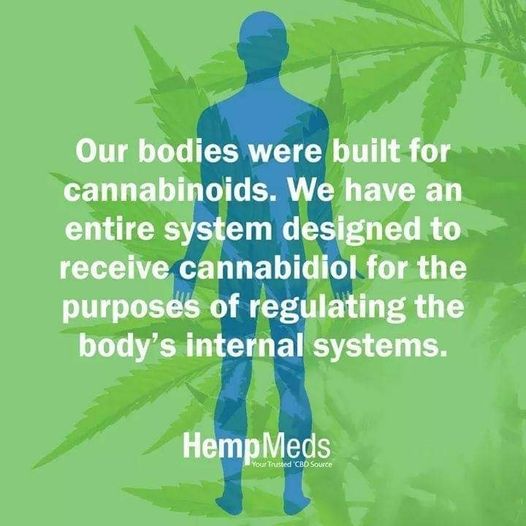 Our bodies were built for
cannabinoids. We have an
entire system designed to
receive cannabidiol for the
purposes of regulating the
body's internal systems.
HempMeds
Your Trusted CBD Source